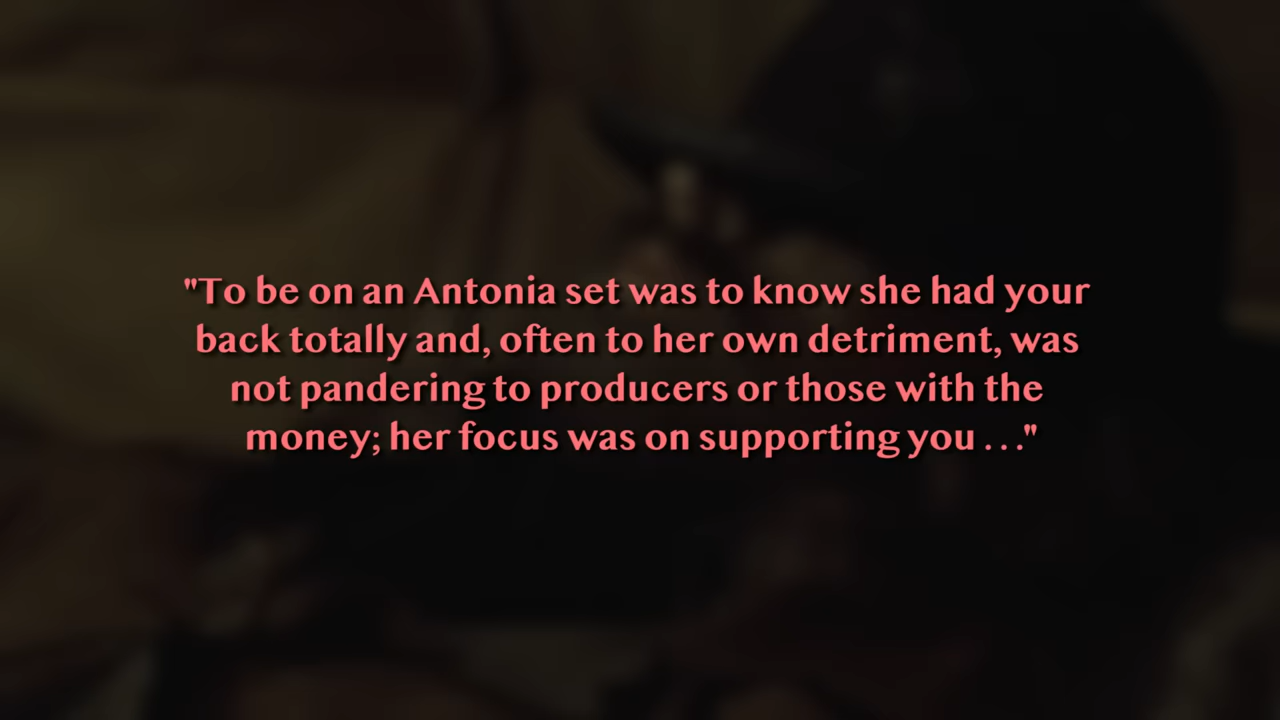 "To be on an Antonia set was to know she had your
back totally and, often to her own detriment, was
not pandering to producers or those with the
money; her focus was on supporting you . . ."